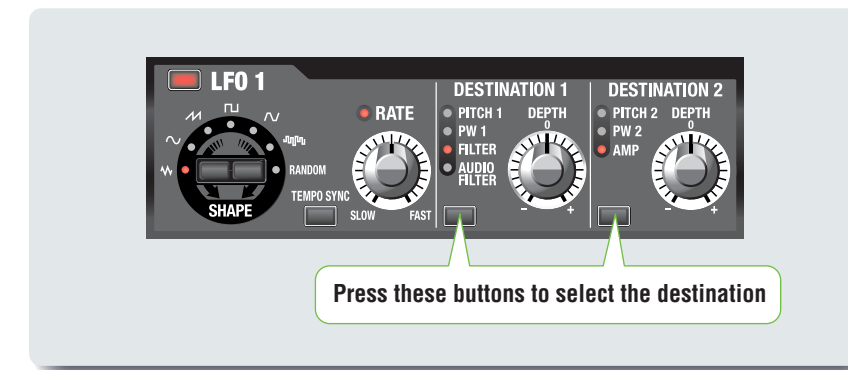 LFO 1
SHAPE
RANDOM
TEMPO SYNC
RATE
SLOW FAST
DESTINATION 1
PITCH 1
PW 1
FILTER
AUDIO
FILTER
DEPTH
0
- +
DESTINATION 2
PITCH 2
PW 2
AMP
DEPTH
0
- +
Press these buttons to select the destination